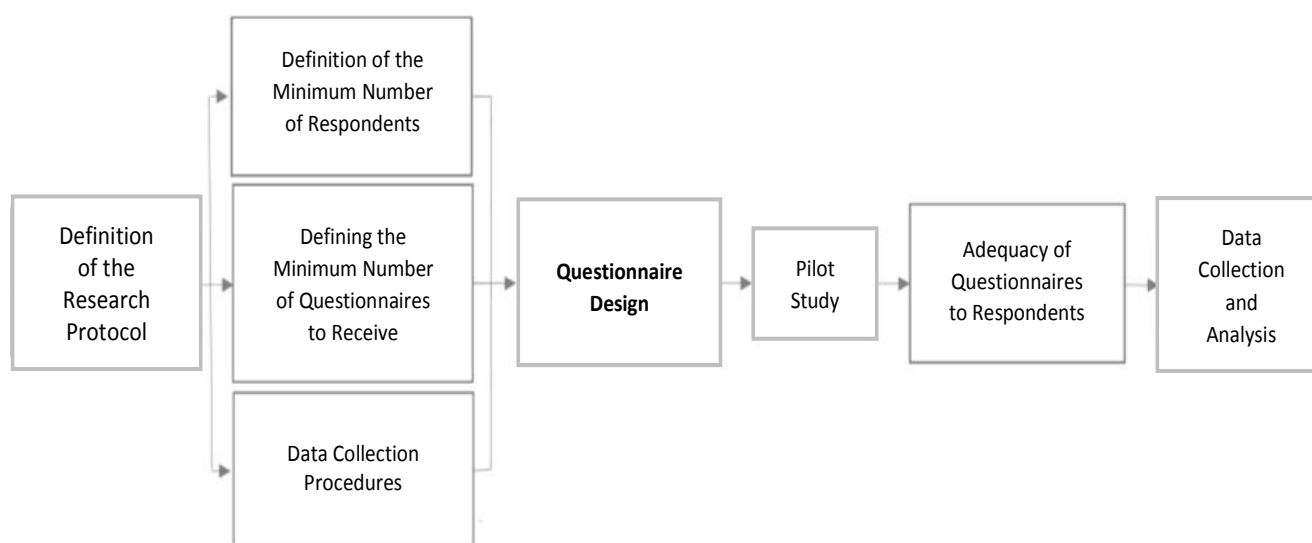 Definition
of the
Research
Protocol
Definition of the
Minimum Number
of Respondents
Defining the
Minimum Number
of Questionnaires
to Receive
Data Collection
Procedures
Questionnaire
Design
Pilot
Study
Adequacy of
Questionnaires
to Respondents
Data
Collection
and
Analysis